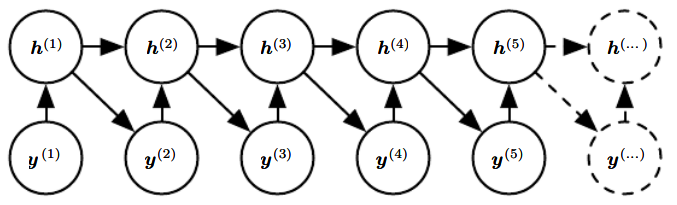 h(1) h(2) h(3) h(4) h(5) h(...)
y(1) y(2) y(3) y(4) y(5) y(...)